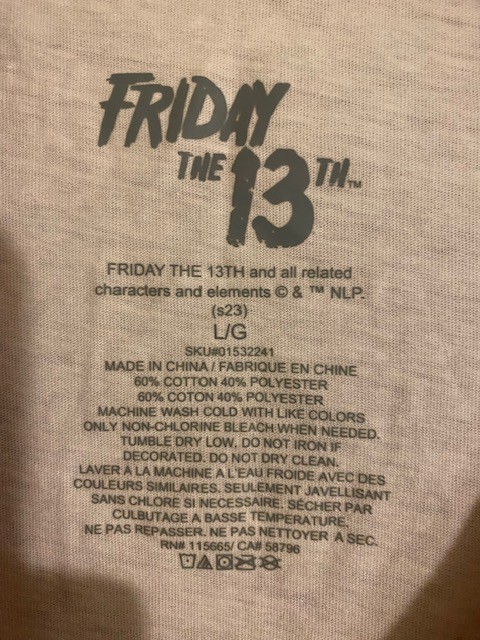 FRIDAY
THE 13TH™
FRIDAY THE 13TH and all related
characters and elements © & ™ NLP.
(s23)
L/G
SKU#01532241
MADE IN CHINA / FABRIQUE EN CHINE
60% COTTON 40% POLYESTER
60% COTON 40% POLYESTER
MACHINE WASH COLD WITH LIKE COLORS
ONLY NON-CHLORINE BLEACH WHEN NEEDED.
TUMBLE DRY LOW. DO NOT IRON IF
DECORATED. DO NOT DRY CLEAN.
LAVER A LA MACHINE A L'EAU FROIDE AVEC DES
COULEURS SIMILAIRES. SEULEMENT JAVELLISANT
SANS CHLORE SI NECESSAIRE. SÉCHER PAR
CULBUTAGE A BASSE TEMPERATURE.
NE PAS REPASSER. NE PAS NETTOYER A SEC.
RN# 115665/ CA# 58796